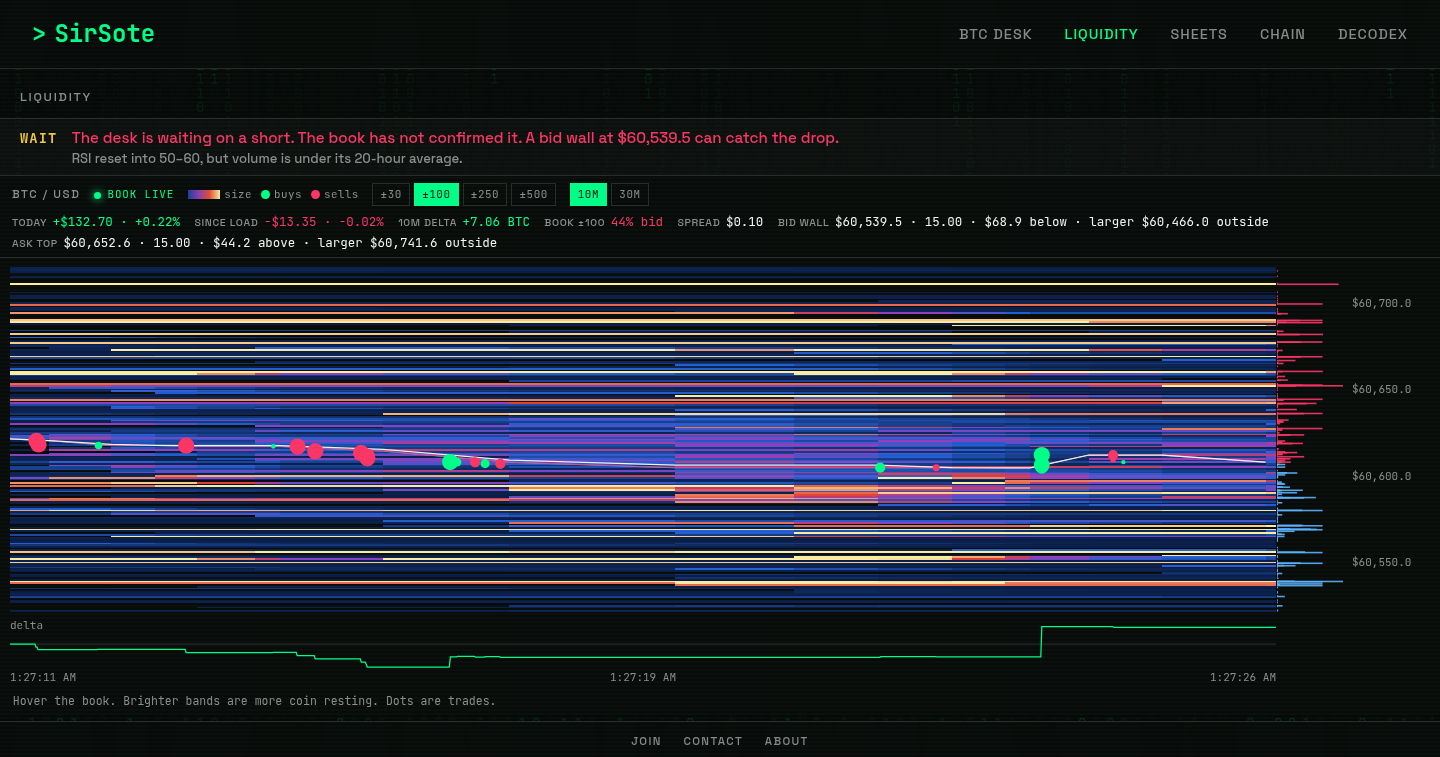 > SirSote
BTC DESK LIQUIDITY SHEETS CHAIN DECODEX
LIQUIDITY
WAIT The desk is waiting on a short. The book has not confirmed it. A bid wall at $60,539.5 can catch the drop.
RSI reset into 50–60, but volume is under its 20-hour average.
BTC / USD BOOK LIVE size buys sells ±30 ±100 ±250 ±500 10M 30M
TODAY +$132.70 · +0.22% SINCE LOAD -$13.35 · -0.02% 10M DELTA +7.06 BTC BOOK ±100 44% bid SPREAD $0.10 BID WALL $60,539.5 · 15.00 · $68.9 below · larger $60,466.0 outside
ASK TOP $60,652.6 · 15.00 · $44.2 above · larger $60,741.6 outside
$60,700.0
$60,650.0
$60,600.0
$60,550.0
delta
1:27:11 AM 1:27:19 AM 1:27:26 AM
Hover the book. Brighter bands are more coin resting. Dots are trades.
JOIN CONTACT ABOUT